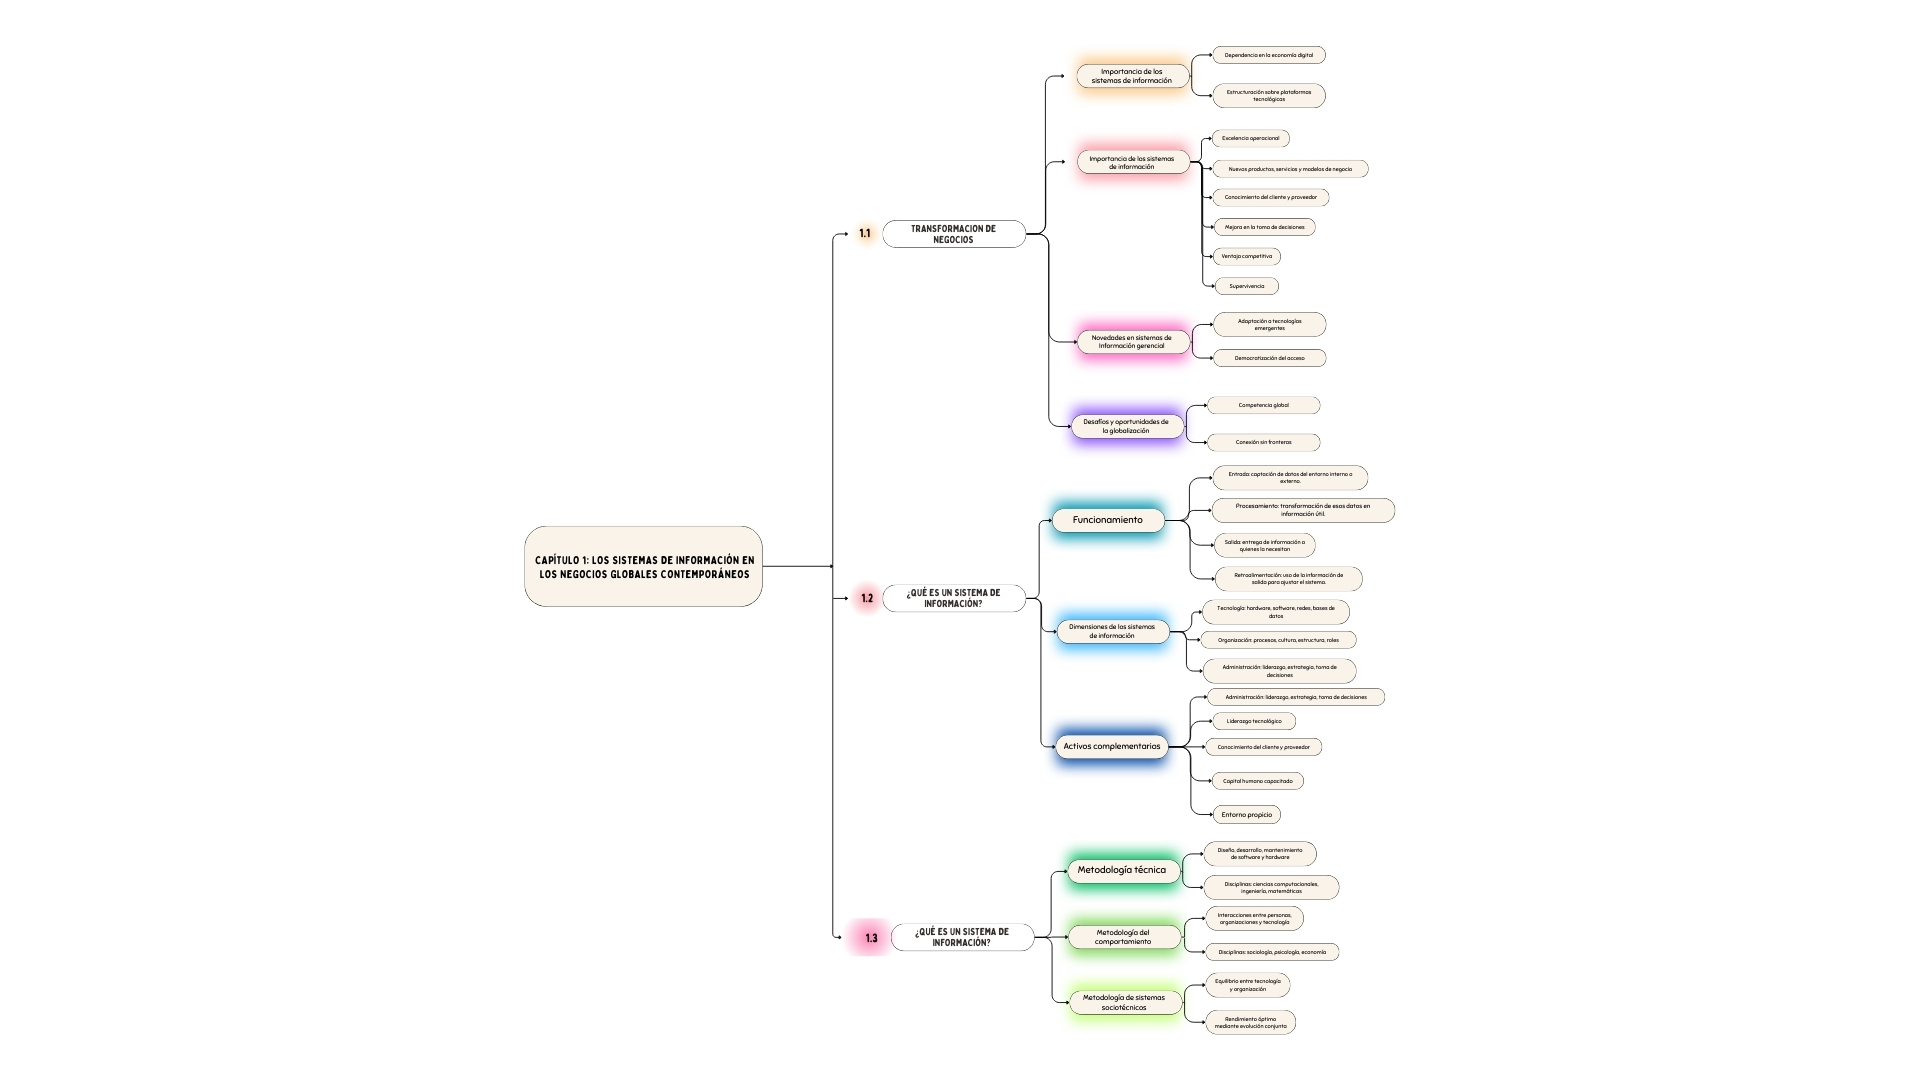 CAPÍTULO 1: LOS SISTEMAS DE INFORMACIÓN EN
LOS NEGOCIOS GLOBALES CONTEMPORÁNEOS
1.1
TRANSFORMACION DE
NEGOCIOS
Importancia de los
sistemas de información
Dependencia en la economía digital
Estructuración sobre plataformas
tecnológicas
Importancia de los sistemas
de información
Excelencia operacional
Nuevos productos, servicios y modelos de negocio
Conocimiento del cliente y proveedor
Mejora en la toma de decisiones
Ventaja competitiva
Supervivencia
Novedades en sistemas de
Información gerencial
Adaptación a tecnologías
emergentes
Democratización del acceso
Desafíos y oportunidades de
la globalización
Competencia global
Conexión sin fronteras
1.2
¿QUÉ ES UN SISTEMA DE
INFORMACIÓN?
Funcionamiento
Entrada: captación de datos del entorno interno o
externo.
Procesamiento: transformación de esos datos en
información útil.
Salida: entrega de información a
quienes la necesitan
Retroalimentación: uso de la información de
salida para ajustar el sistema.
Dimensiones de los sistemas
de información
Tecnología: hardware, software, redes, bases de
datos
Organización: procesos, cultura, estructura, roles
Administración: liderazgo, estrategia, toma de
decisiones
Activos complementarios
Administración: liderazgo, estrategia, toma de decisiones
Liderazgo tecnológico
Conocimiento del cliente y proveedor
Capital humano capacitado
Entorno propicio
1.3
¿QUÉ ES UN SISTEMA DE
INFORMACIÓN?
Metodología técnica
Diseño, desarrollo, mantenimiento
de software y hardware
Disciplinas: ciencias computacionales,
ingeniería, matemáticas
Metodología del
comportamiento
Interacciones entre personas,
organizaciones y tecnología
Disciplinas: sociología, psicología, economía
Metodología de sistemas
sociotécnicos
Equilibrio entre tecnología
y organización
Rendimiento óptimo
mediante evolución conjunta